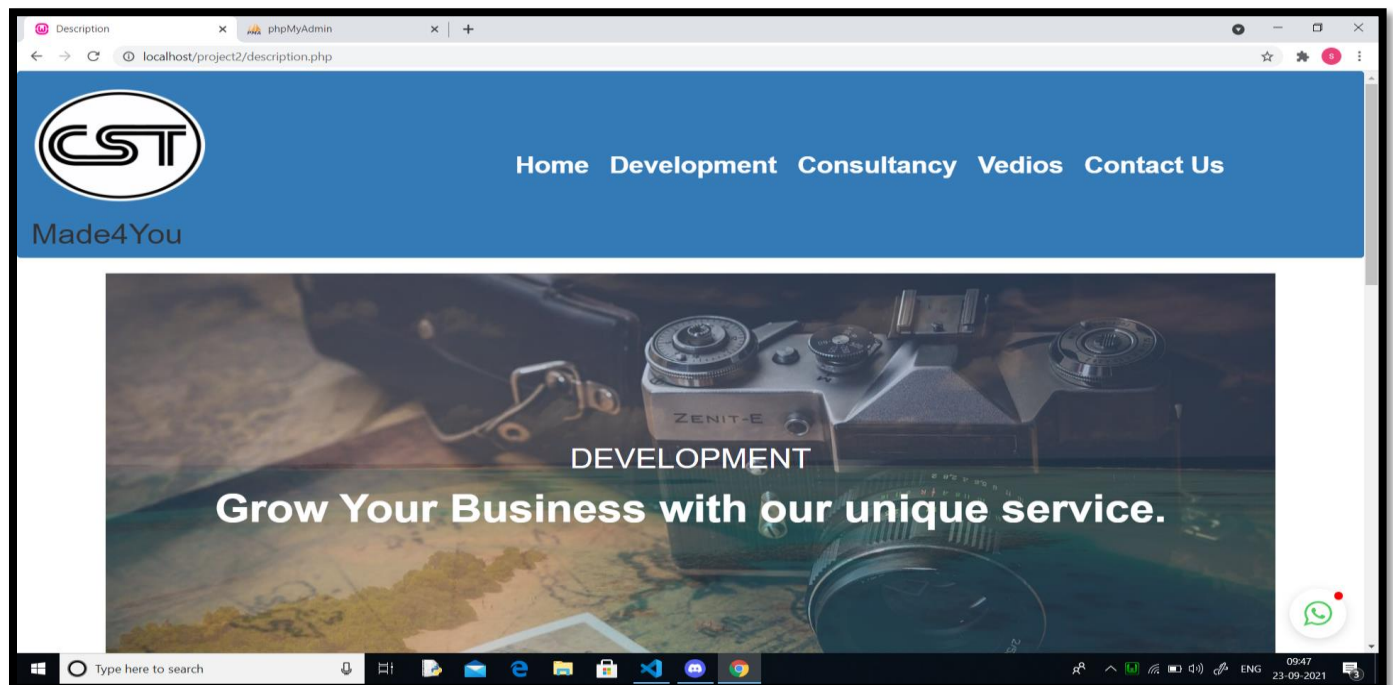 Description
phpMyAdmin
localhost/project2/description.php
CST
Home Development Consultancy Vedios Contact Us
Made4You
ZENIT-E
DEVELOPMENT
Grow Your Business with our unique service.
Type here to search
ENG
09:47
23-09-2021
3